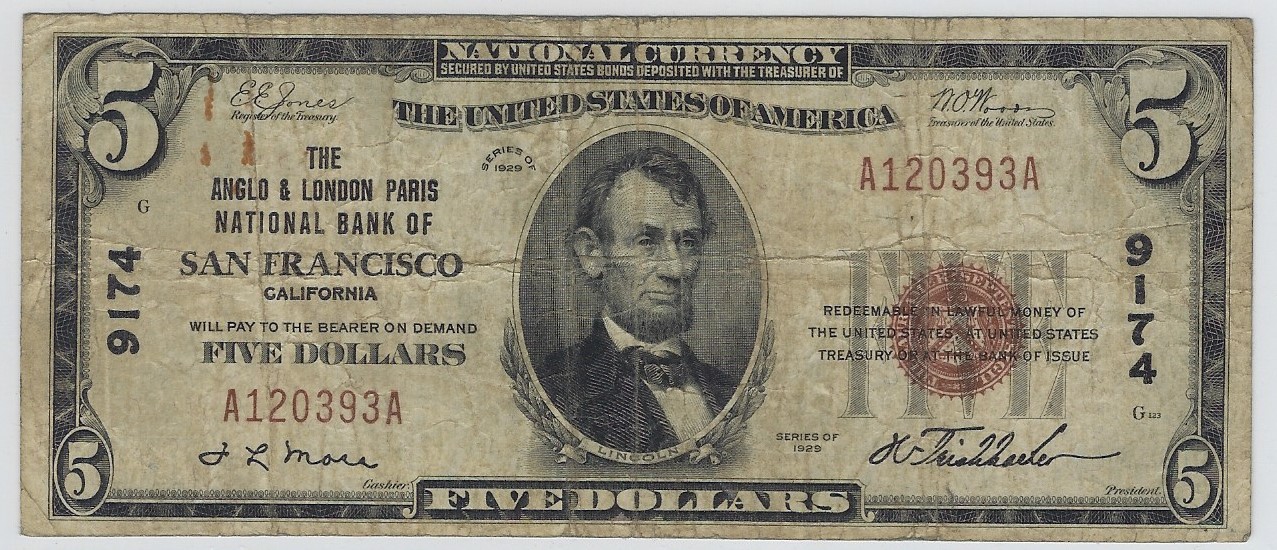 NATIONAL CURRENCY
SECURED BY UNITED STATES BONDS DEPOSITED WITH THE TREASURER OF
THE UNITED STATES OF AMERICA
5
5
E.E. Jones
Register of the Treasury.
W.O. Woods
Treasurer of the United States.
SERIES OF
1929
THE
ANGLO & LONDON PARIS
NATIONAL BANK OF
SAN FRANCISCO
CALIFORNIA
WILL PAY TO THE BEARER ON DEMAND
FIVE DOLLARS
A120393A
G
9174
A120393A
FIVE
REDEEMABLE IN LAWFUL MONEY OF
THE UNITED STATES AT UNITED STATES
TREASURY OR AT THE BANK OF ISSUE
9174
G 123
SERIES OF
1929
LINCOLN
Cashier.
President.
5
FIVE DOLLARS
5